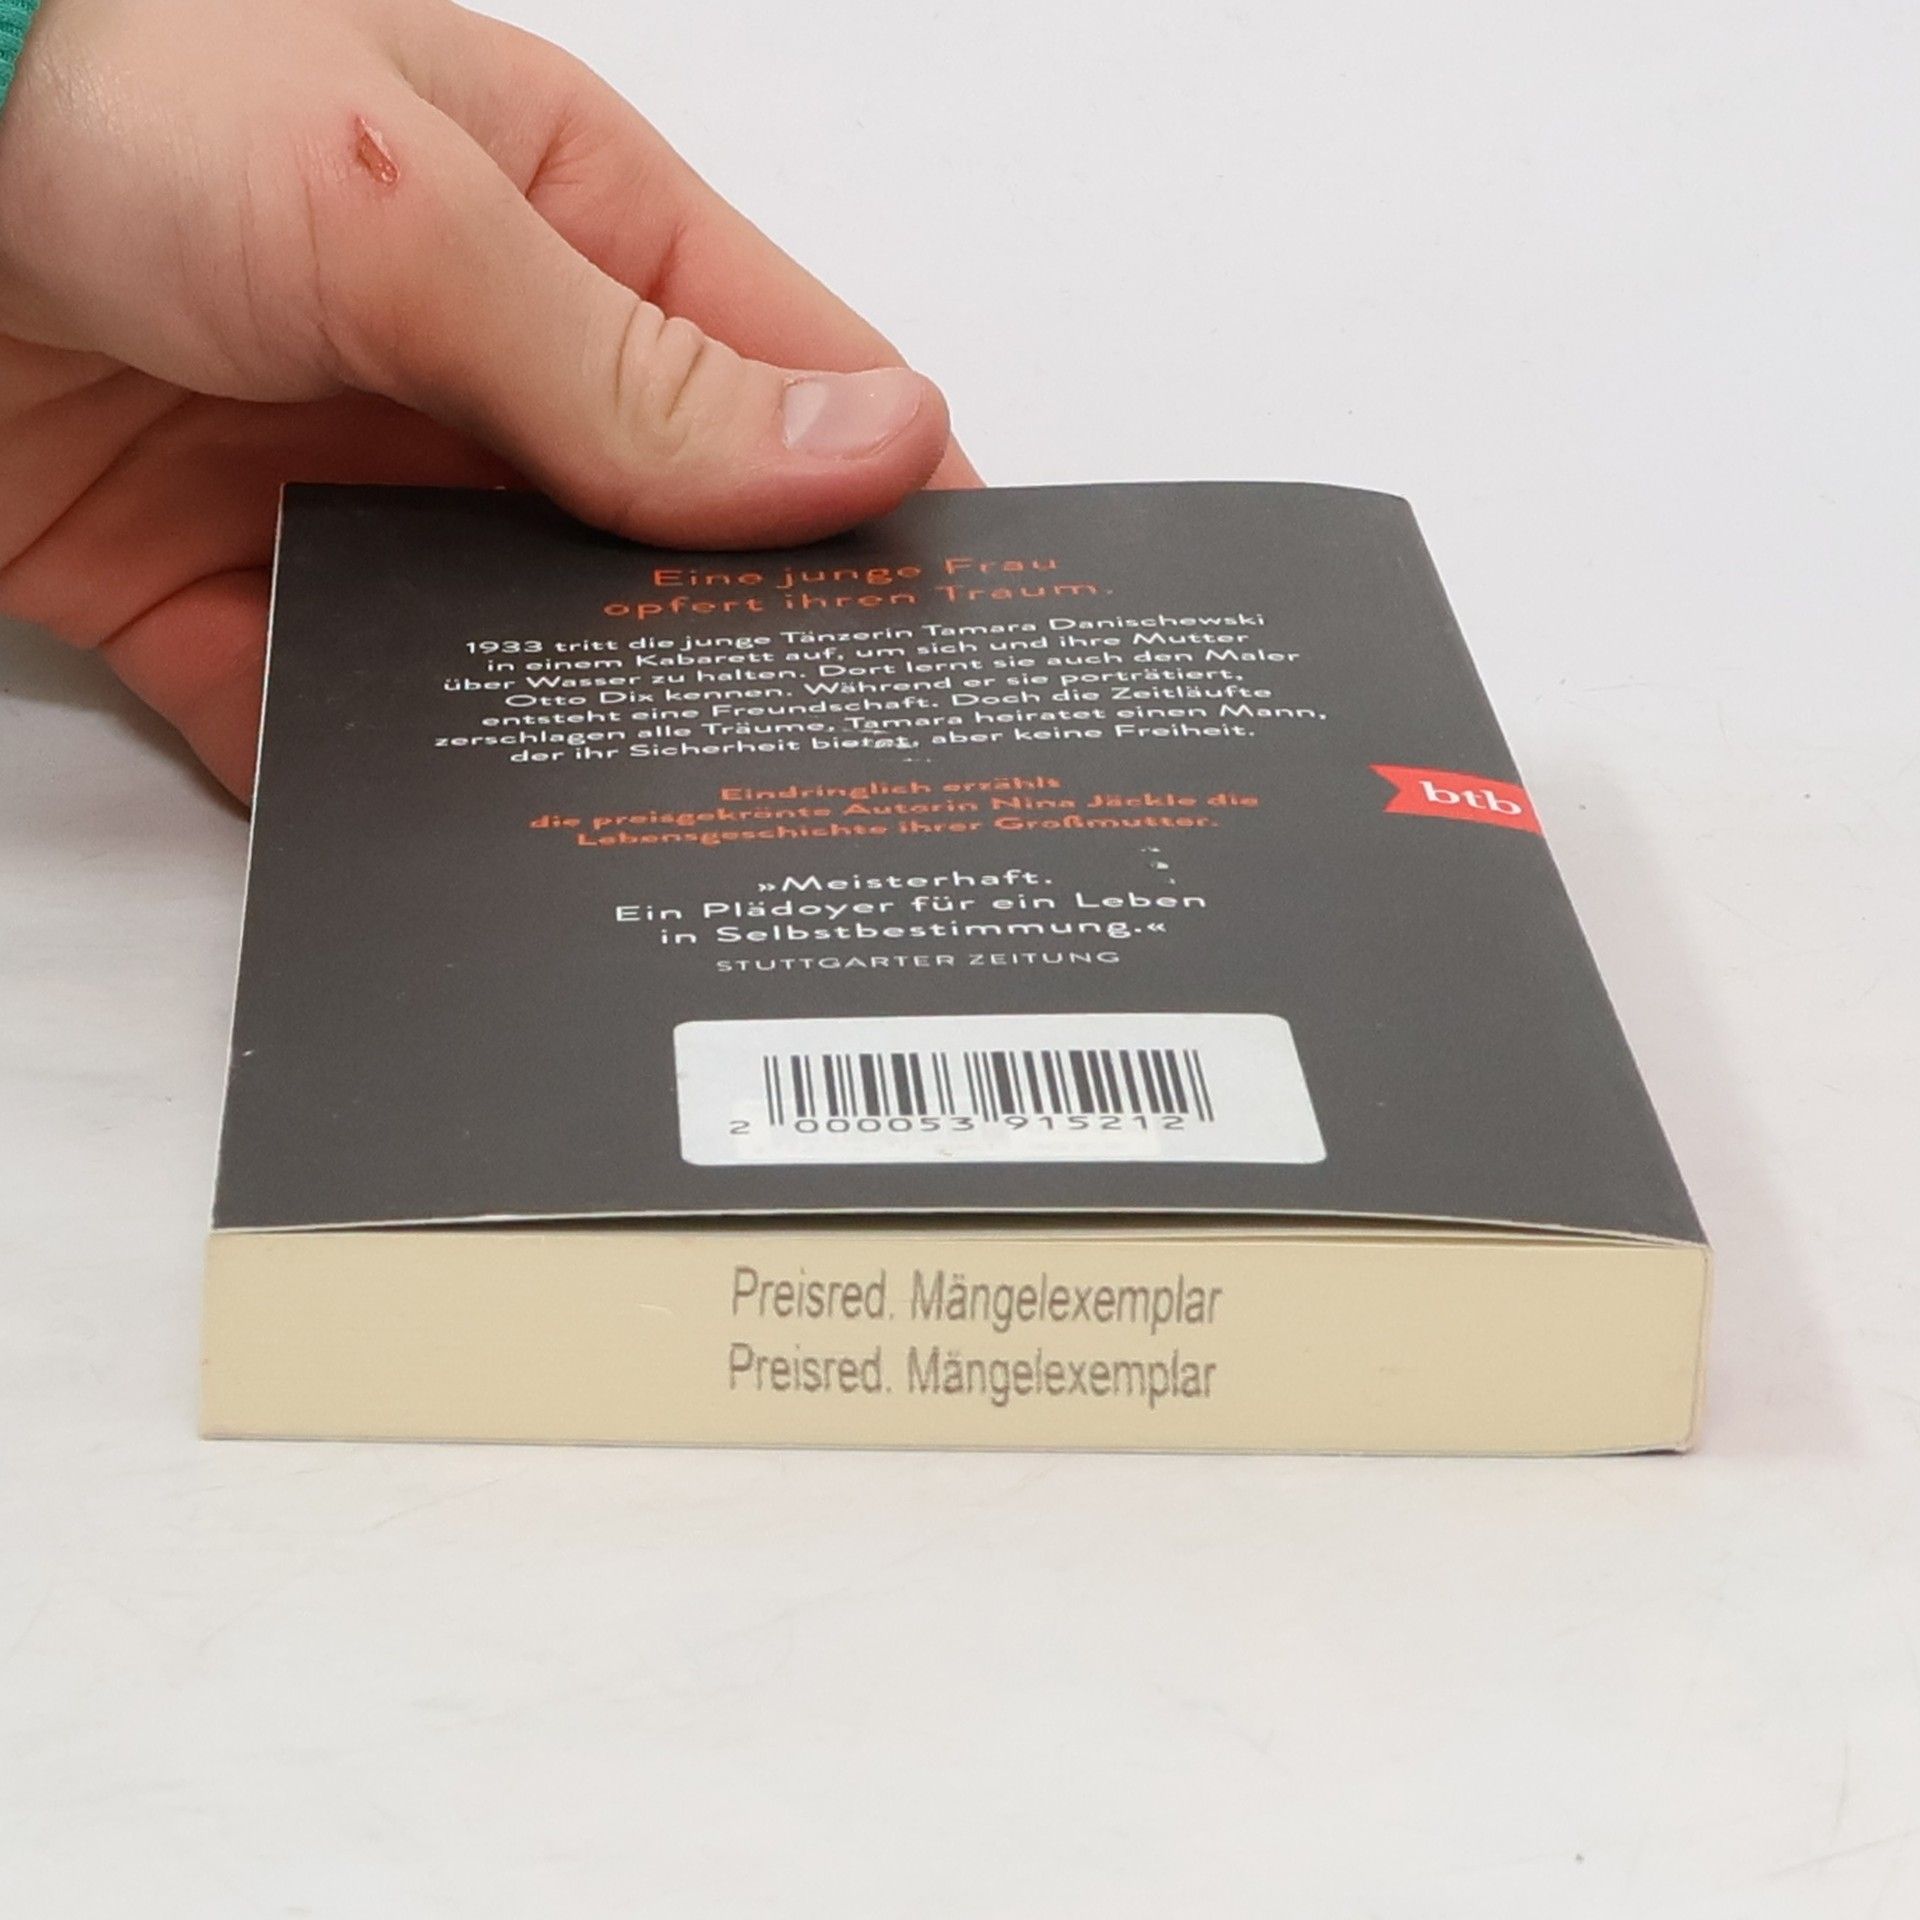 Eine junge Frau
opfert ihren Traum.
1933 tritt die junge Tänzerin Tamara Danischewski
in einem Kabarett auf, um sich und ihre Mutter
über Wasser zu halten. Dort lernt sie auch den Maler
Otto Dix kennen. Während er sie porträtiert,
entsteht eine Freundschaft. Doch die Zeitläufte
zerschlagen alle Träume, Tamara heiratet einen Mann,
der ihr Sicherheit bietet, aber keine Freiheit.
Eindringlich erzählt
die preisgekrönte Autorin Nina Jäckle die
Lebensgeschichte ihrer Großmutter.
btb
»Meisterhaft.
Ein Plädoyer für ein Leben
in Selbstbestimmung.«
STUTTGARTER ZEITUNG
2 000053 915212
Preisred. Mängelexemplar
Preisred. Mängelexemplar